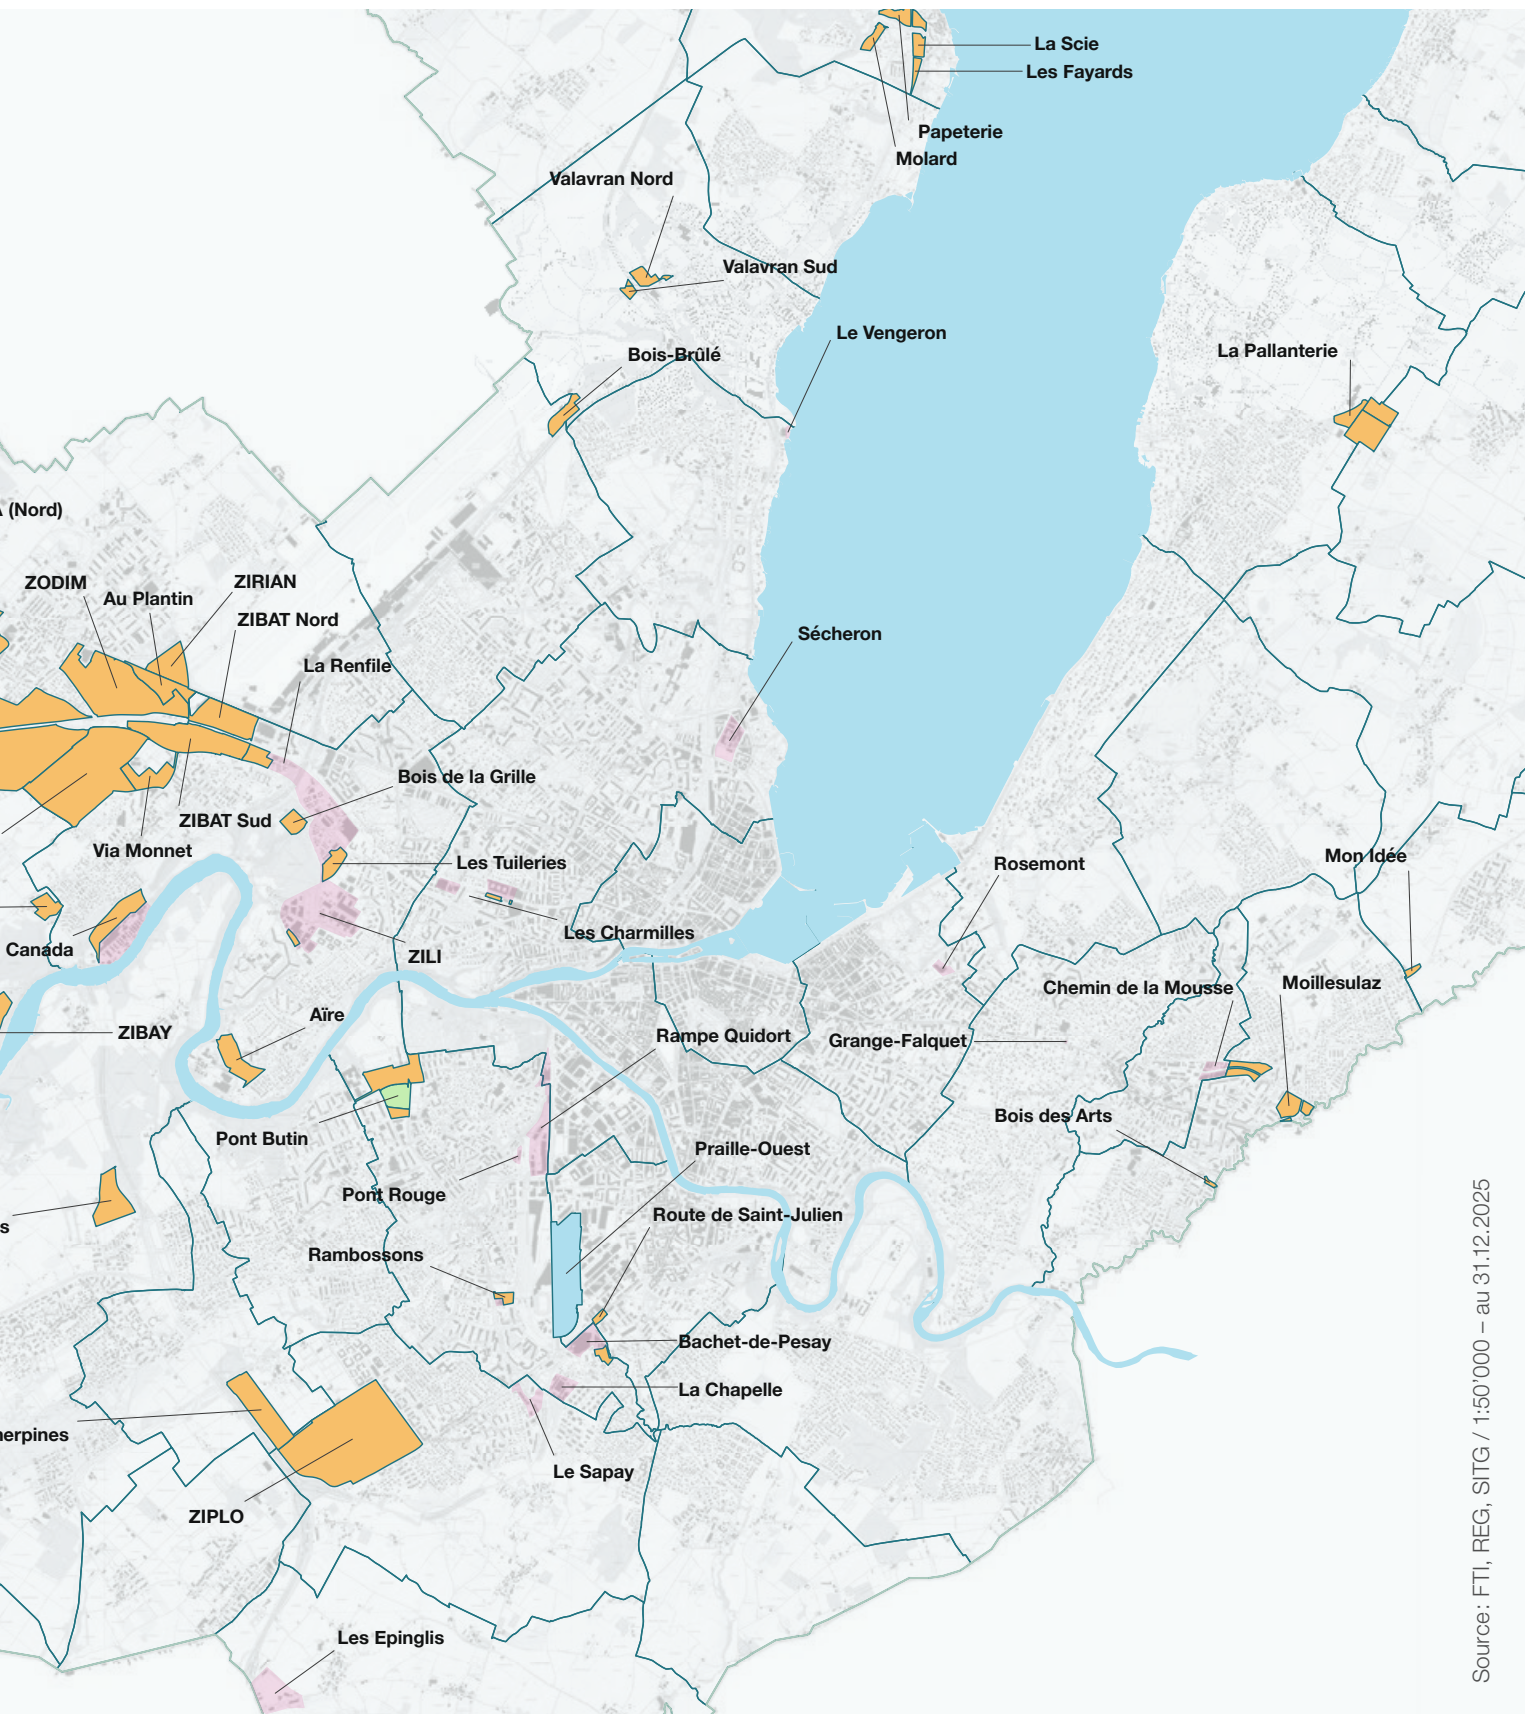 La Scie
Les Fayards
Papeterie
Molard
Valavran Nord
Valavran Sud
Le Vengeron
La Pallanterie
Bois-Brûlé
(Nord)
ZODIM
Au Plantin
ZIRIAN
ZIBAT Nord
La Renfile
Sécheron
Bois de la Grille
ZIBAT Sud
Via Monnet
Les Tuileries
Rosemont
Mon Idée
Les Charmilles
Canada
ZILI
Chemin de la Mousse
Moillesulaz
Aïre
ZIBAY
Rampe Quidort
Grange-Falquet
Bois des Arts
Pont Butin
Praille-Ouest
Pont Rouge
Route de Saint-Julien
s
Rambossons
Bachet-de-Pesay
La Chapelle
erpines
Le Sapay
ZIPLO
Les Epinglis
Source: FTI, REG, SITG / 1:50'000 – au 31.12.2025